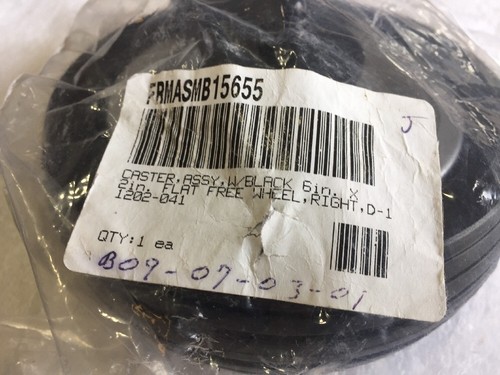 FRMASMB15655
J
CASTER,ASSY,W/BLACK 6in. X
2in. FLAT FREE WHEEL,RIGHT,D-1
I202-041
QTY:1 ea
B09-07-03-01